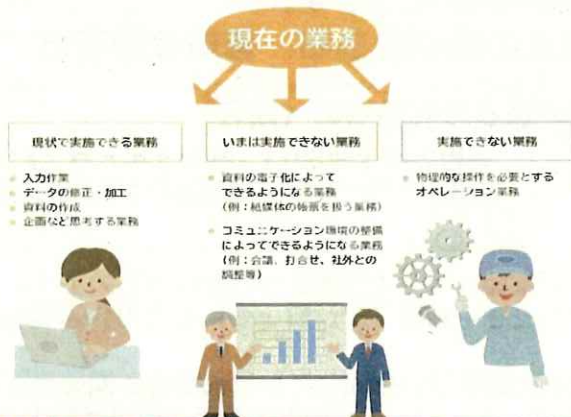 現在の業務
現状で実施できる業務
入力作業
データの修正・加工
資料の作成
企画など思考する業務
いまは実施できない業務
資料の電子化によって
できるようになる業務
(例:紙媒体の帳票を扱う業務)
コミュニケーション環境の整備
によってできるようになる業務
(例:会議、打合せ、社外との
調整等)
実施できない業務
物理的な操作を必要とする
オペレーション業務